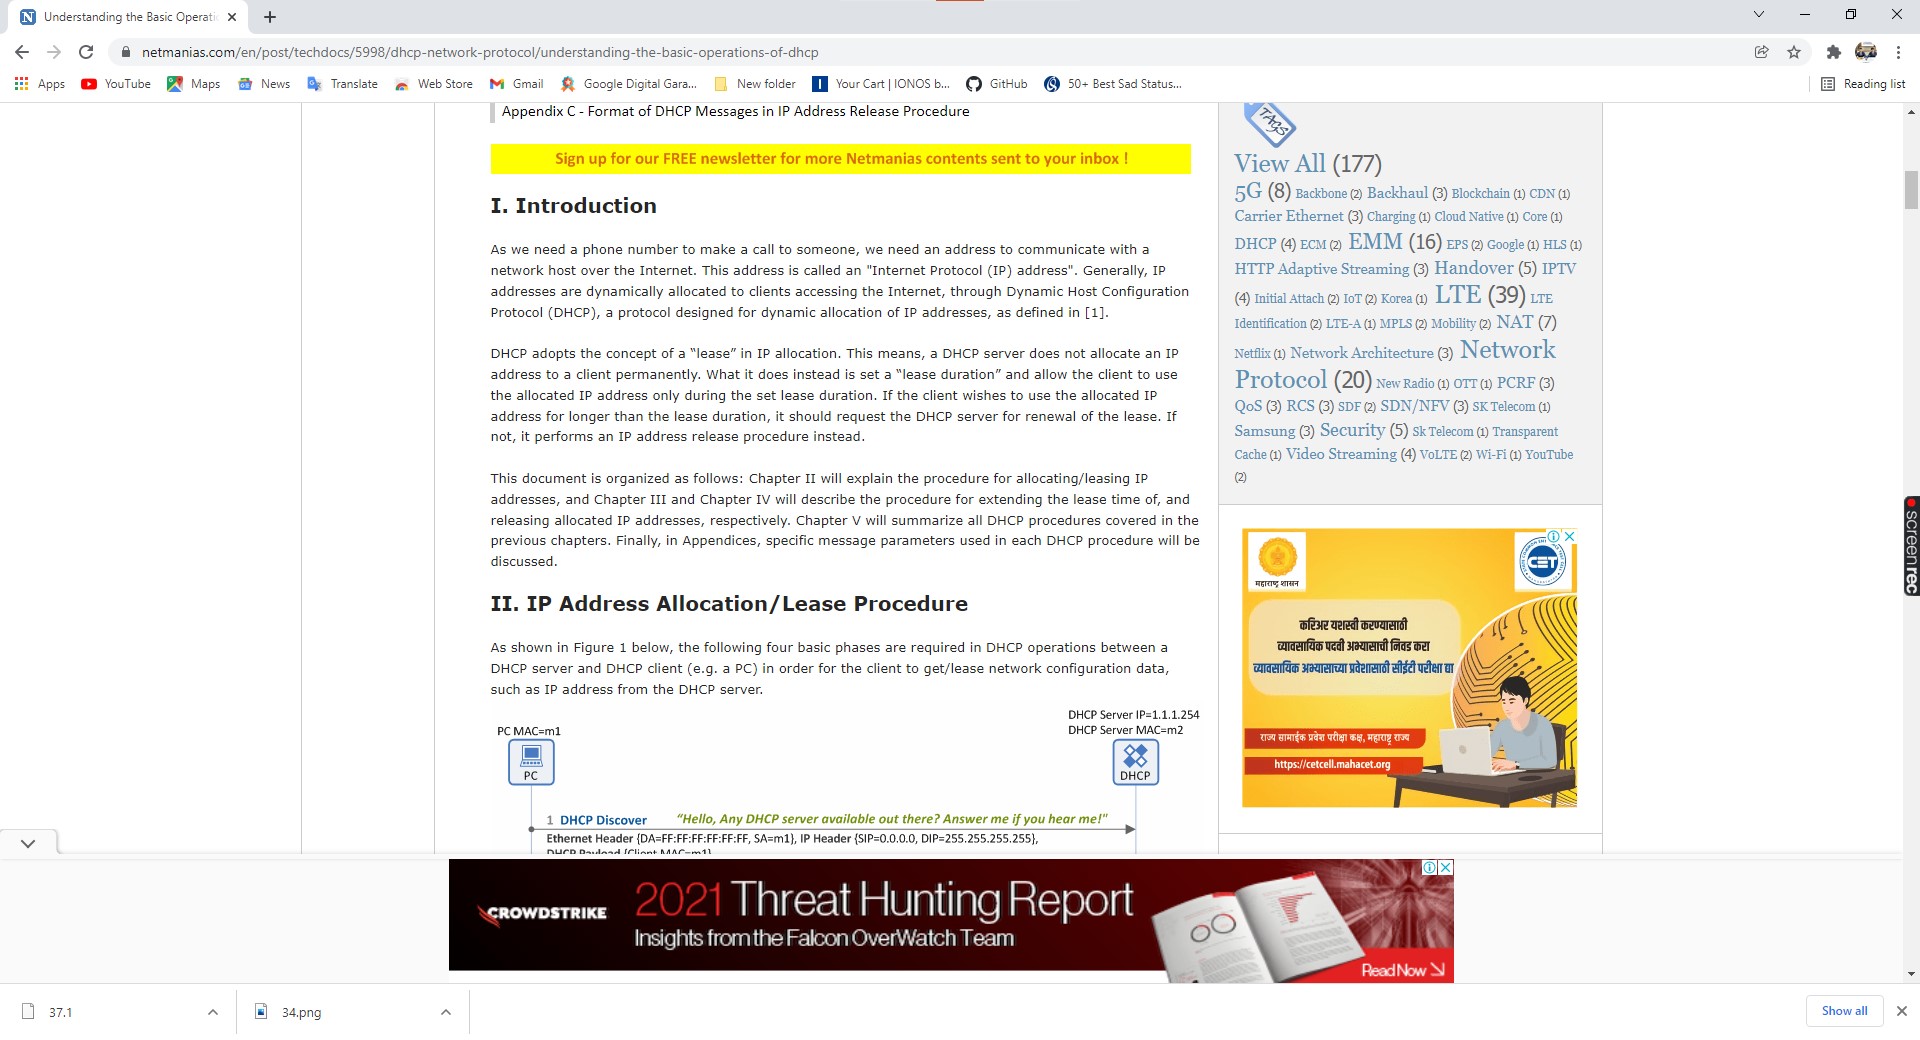 Understanding the Basic Operati
netmanias.com/en/post/techdocs/5998/dhcp-network-protocol/understanding-the-basic-operations-of-dhcp
Apps YouTube Maps News Translate Web Store Gmail Google Digital Gara... New folder Your Cart | IONOS b... GitHub 50+ Best Sad Status... Reading list
Appendix C - Format of DHCP Messages in IP Address Release Procedure
Sign up for our FREE newsletter for more Netmanias contents sent to your inbox !
I. Introduction
As we need a phone number to make a call to someone, we need an address to communicate with a
network host over the Internet. This address is called an "Internet Protocol (IP) address". Generally, IP
addresses are dynamically allocated to clients accessing the Internet, through Dynamic Host Configuration
Protocol (DHCP), a protocol designed for dynamic allocation of IP addresses, as defined in [1].
DHCP adopts the concept of a “lease” in IP allocation. This means, a DHCP server does not allocate an IP
address to a client permanently. What it does instead is set a “lease duration” and allow the client to use
the allocated IP address only during the set lease duration. If the client wishes to use the allocated IP
address for longer than the lease duration, it should request the DHCP server for renewal of the lease. If
not, it performs an IP address release procedure instead.
This document is organized as follows: Chapter II will explain the procedure for allocating/leasing IP
addresses, and Chapter III and Chapter IV will describe the procedure for extending the lease time of, and
releasing allocated IP addresses, respectively. Chapter V will summarize all DHCP procedures covered in the
previous chapters. Finally, in Appendices, specific message parameters used in each DHCP procedure will be
discussed.
II. IP Address Allocation/Lease Procedure
As shown in Figure 1 below, the following four basic phases are required in DHCP operations between a
DHCP server and DHCP client (e.g. a PC) in order for the client to get/lease network configuration data,
such as IP address from the DHCP server.
DHCP Server IP=1.1.1.254
PC MAC=m1 DHCP Server MAC=m2
PC DHCP
1 DHCP Discover “Hello, Any DHCP server available out there? Answer me if you hear me!"
Ethernet Header {DA=FF:FF:FF:FF:FF:FF, SA=m1}, IP Header {SIP=0.0.0.0, DIP=255.255.255.255},
DHCP Payload {Client MAC=m1}
TAGS
View All (177)
5G (8) Backbone (2) Backhaul (3) Blockchain (1) CDN (1)
Carrier Ethernet (3) Charging (1) Cloud Native (1) Core (1)
DHCP (4) ECM (2) EMM (16) EPS (2) Google (1) HLS (1)
HTTP Adaptive Streaming (3) Handover (5) IPTV
(4) Initial Attach (2) IoT (2) Korea (1) LTE (39) LTE
Identification (2) LTE-A (1) MPLS (2) Mobility (2) NAT (7)
Netflix (1) Network Architecture (3) Network
Protocol (20) New Radio (1) OTT (1) PCRF (3)
QoS (3) RCS (3) SDF (2) SDN/NFV (3) SK Telecom (1)
Samsung (3) Security (5) Sk Telecom (1) Transparent
Cache (1) Video Streaming (4) VoLTE (2) Wi-Fi (1) YouTube
(2)
महाराष्ट्र शासन
CET
करिअर यशस्वी करण्यासाठी
व्यावसायिक पदवी अभ्यासाची निवड करा
व्यावसायिक अभ्यासाच्या प्रवेशासाठी सीईटी परीक्षा द्या
राज्य सामाईक प्रवेश परीक्षा कक्ष, महाराष्ट्र राज्य
https://cetcell.mahacet.org
screenrec
CROWDSTRIKE
2021 Threat Hunting Report
Insights from the Falcon OverWatch Team
Read Now
37.1 34.png Show all